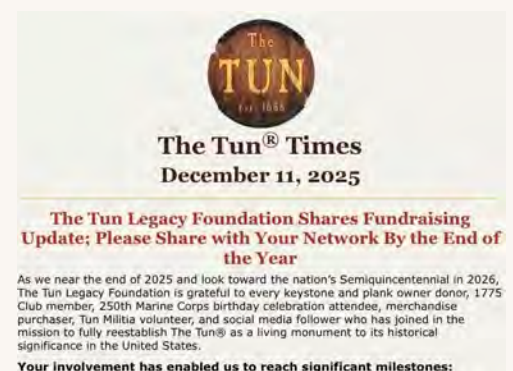 The
TUN
The Tun® Times
December 11, 2025
The Tun Legacy Foundation Shares Fundraising
Update; Please Share with Your Network By the End of
the Year
As we near the end of 2025 and look toward the nation's Semiquincentennial in 2026,
The Tun Legacy Foundation is grateful to every keystone and plank owner donor, 1775
Club member, 250th Marine Corps birthday celebration attendee, merchandise
purchaser, Tun Militia volunteer, and social media follower who has joined in the
mission to fully reestablish The Tun® as a living monument to its historical
significance in the United States.
Your involvement has enabled us to reach significant milestones: